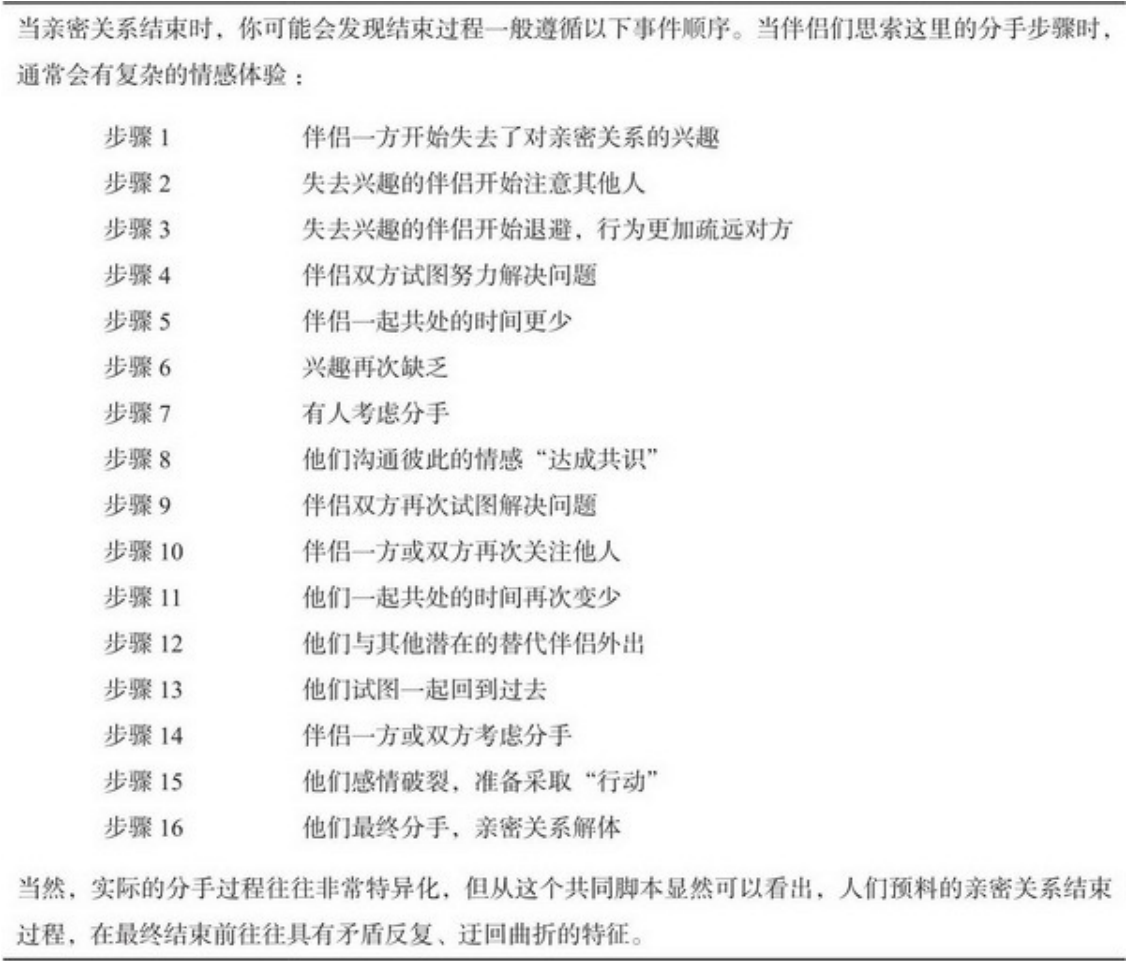 当亲密关系结束时，你可能会发现结束过程一般遵循以下事件顺序。当伴侣们思索这里的分手步骤时，
通常会有复杂的情感体验：
步骤 1 伴侣一方开始失去了对亲密关系的兴趣
步骤 2 失去兴趣的伴侣开始注意其他人
步骤 3 失去兴趣的伴侣开始退避，行为更加疏远对方
步骤 4 伴侣双方试图努力解决问题
步骤 5 伴侣一起共处的时间更少
步骤 6 兴趣再次缺乏
步骤 7 有人考虑分手
步骤 8 他们沟通彼此的情感“达成共识”
步骤 9 伴侣双方再次试图解决问题
步骤 10 伴侣一方或双方再次关注他人
步骤 11 他们一起共处的时间再次变少
步骤 12 他们与其他潜在的替代伴侣外出
步骤 13 他们试图一起回到过去
步骤 14 伴侣一方或双方考虑分手
步骤 15 他们感情破裂，准备采取“行动”
步骤 16 他们最终分手，亲密关系解体
当然，实际的分手过程往往非常特异化，但从这个共同脚本显然可以看出，人们预料的亲密关系结束
过程，在最终结束前往往具有矛盾反复、迂回曲折的特征。